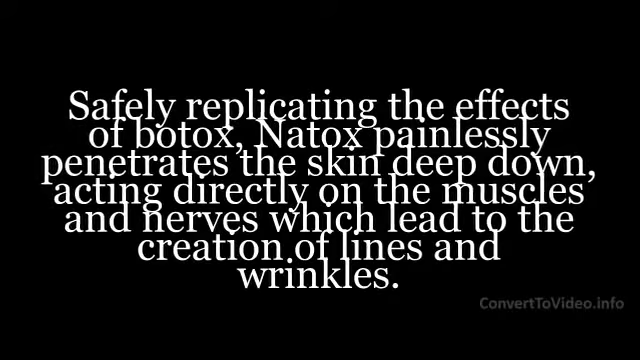 Safely replicating the effects
of botox, Natox painlessly
penetrates the skin deep down,
acting directly on the muscles
and nerves which lead to the
creation of lines and
wrinkles.
ConvertToVideo.info